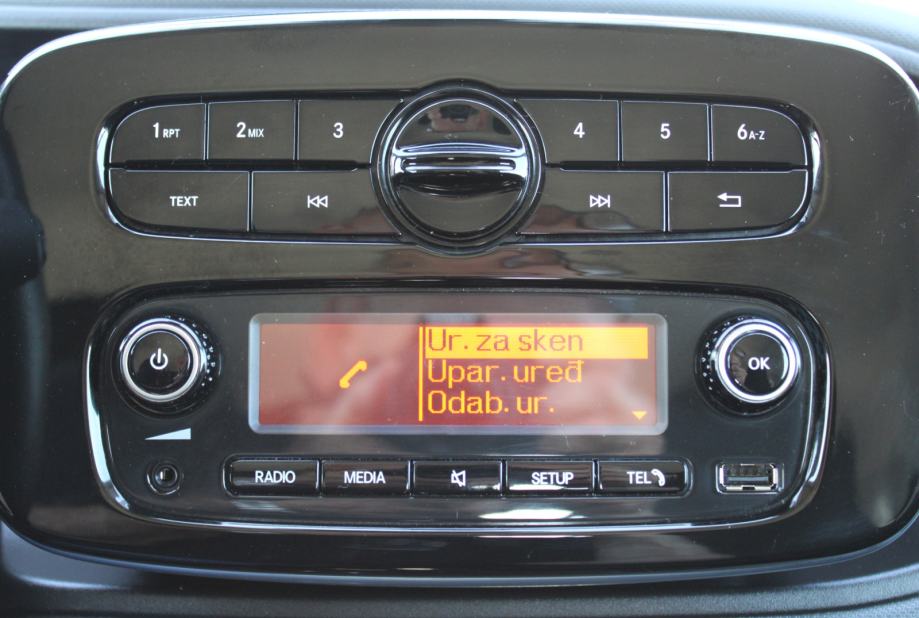 1 RPT 2 MIX 3 4 5 6 A-Z
TEXT
Ur. za sken
Upar. uređ
Odab. ur.
OK
RADIO MEDIA SETUP TEL